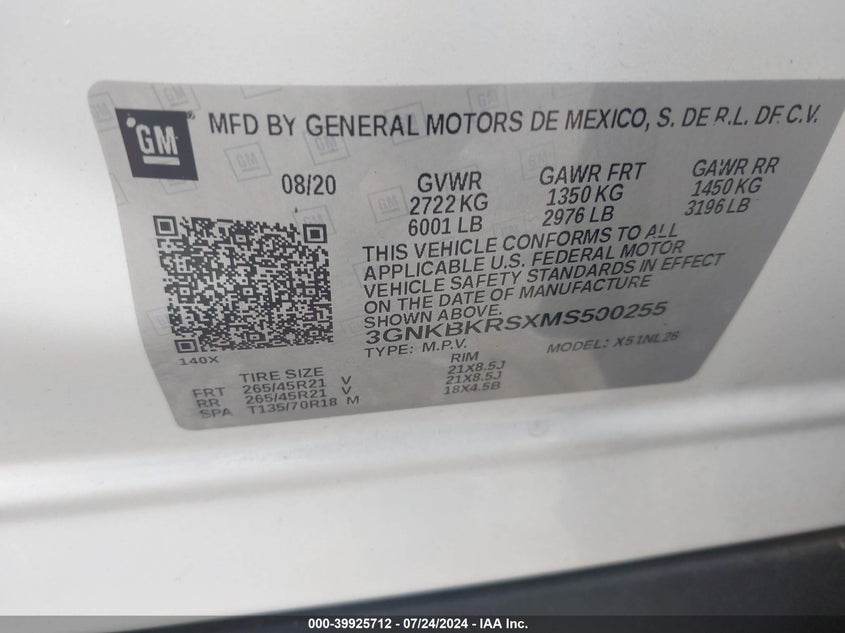 GM
MFD BY GENERAL MOTORS DE MEXICO, S. DE R.L. DE C.V.
08/20
GVWR
2722 KG
6001 LB
GAWR FRT
1350 KG
2976 LB
GAWR RR
1450 KG
3196 LB
THIS VEHICLE CONFORMS TO ALL
APPLICABLE U.S. FEDERAL MOTOR
VEHICLE SAFETY STANDARDS IN EFFECT
ON THE DATE OF MANUFACTURE
SHOWN ABOVE.
3GNKBKRSXMS500255
TYPE: M.P.V. MODEL: X51NL26
140X
TIRE SIZE RIM
FRT 265/45R21 V 21X8.5J
RR 265/45R21 V 21X8.5J
SPA T135/70R18 M 18X4.5B
000-39925712 - 07/24/2024 - IAA Inc.